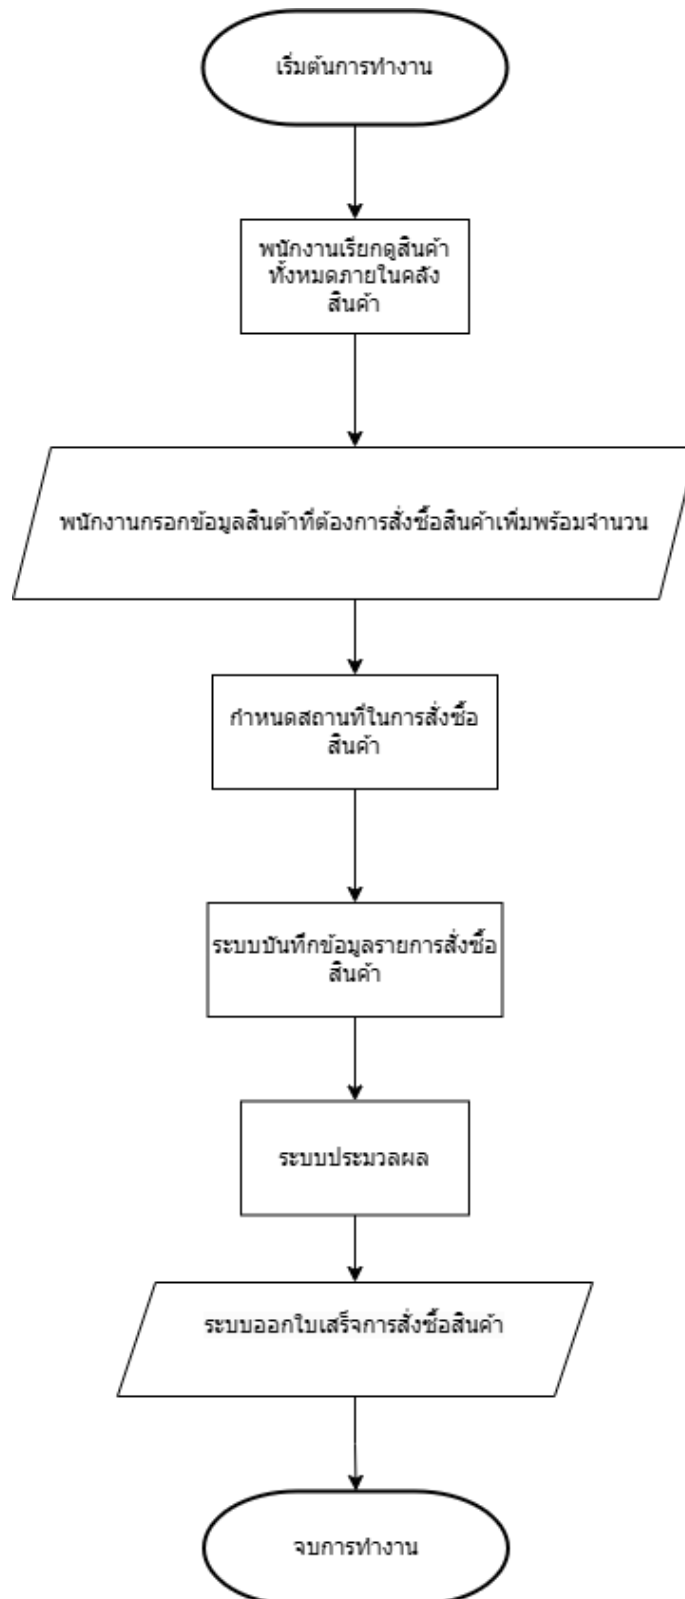 เริ่มต้นการทำงาน
พนักงานเรียกดูสินค้า
ทั้งหมดภายในคลัง
สินค้า
พนักงานกรอกข้อมูลสินต้าที่ต้องการสั่งซื้อสินค้าเพิ่มพร้อมจำนวน
กำหนดสถานที่ในการสั่งซื้อ
สินค้า
ระบบบันทึกข้อมูลรายการสั่งซื้อ
สินค้า
ระบบประมวลผล
ระบบออกใบเสร็จการสั่งซื้อสินค้า
จบการทำงาน